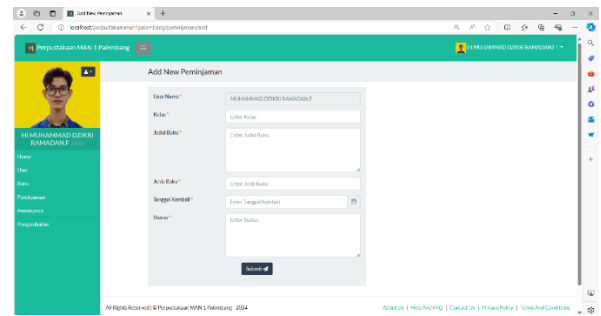 Add New Peminjaman
localhost/perpustakaanman1palembang/peminjaman/add
Perpustakaan MAN 1 Palembang
HI MUHAMMAD DZIKRI RAMADAN.F !
Add New Peminjaman
HI MUHAMMAD DZIKRI
RAMADAN.F
Home
User
Buku
Peminjaman
Pengembalian
User Name *
MUHAMMAD DZIKRI RAMADAN.F
Kelas *
Enter Kelas
Judul Buku *
Enter Judul Buku
Jenis Buku *
Enter Jenis Buku
Tanggal Kembali *
Enter Tanggal Kembali
Status *
Enter Status
Submit
All Rights Reserved | © Perpustakaan MAN 1 Palembang - 2024
About Us | Help And FAQ | Contact Us | Privacy Policy | Terms And Conditions